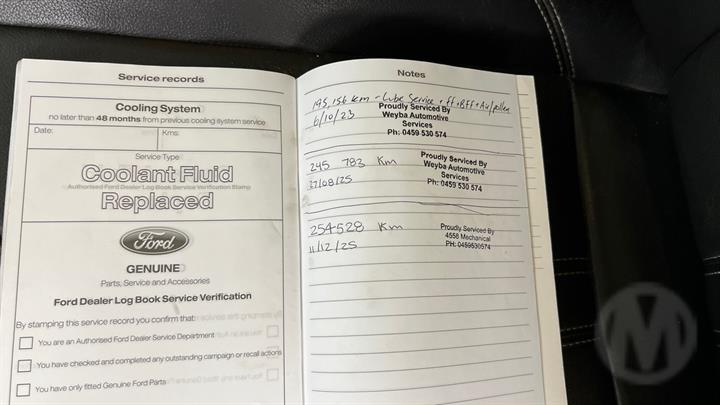 Service records
Cooling System
no later than 48 months from previous cooling system service
Date:
Kms:
Service Type
Coolant Fluid
Authorised Ford Dealer Log Book Service Verification Stamp
Replaced
Ford
GENUINE
Parts, Service and Accessories
Ford Dealer Log Book Service Verification
By stamping this service record you confirm that:
You are an Authorised Ford Dealer Service Department
You have checked and completed any outstanding campaign or recall actions
You have only fitted Genuine Ford Parts
Notes
195,156 km - Lube Service + ff + BFF + Av/pollen
6/10/23
Proudly Serviced By
Weyba Automotive
Services
Ph: 0459 530 574
245 783 Km
27/08/25
Proudly Serviced By
Weyba Automotive
Services
Ph: 0459 530 574
254528 Km
11/12/25
Proudly Serviced By
4558 Mechanical
PH: 0459530574
M